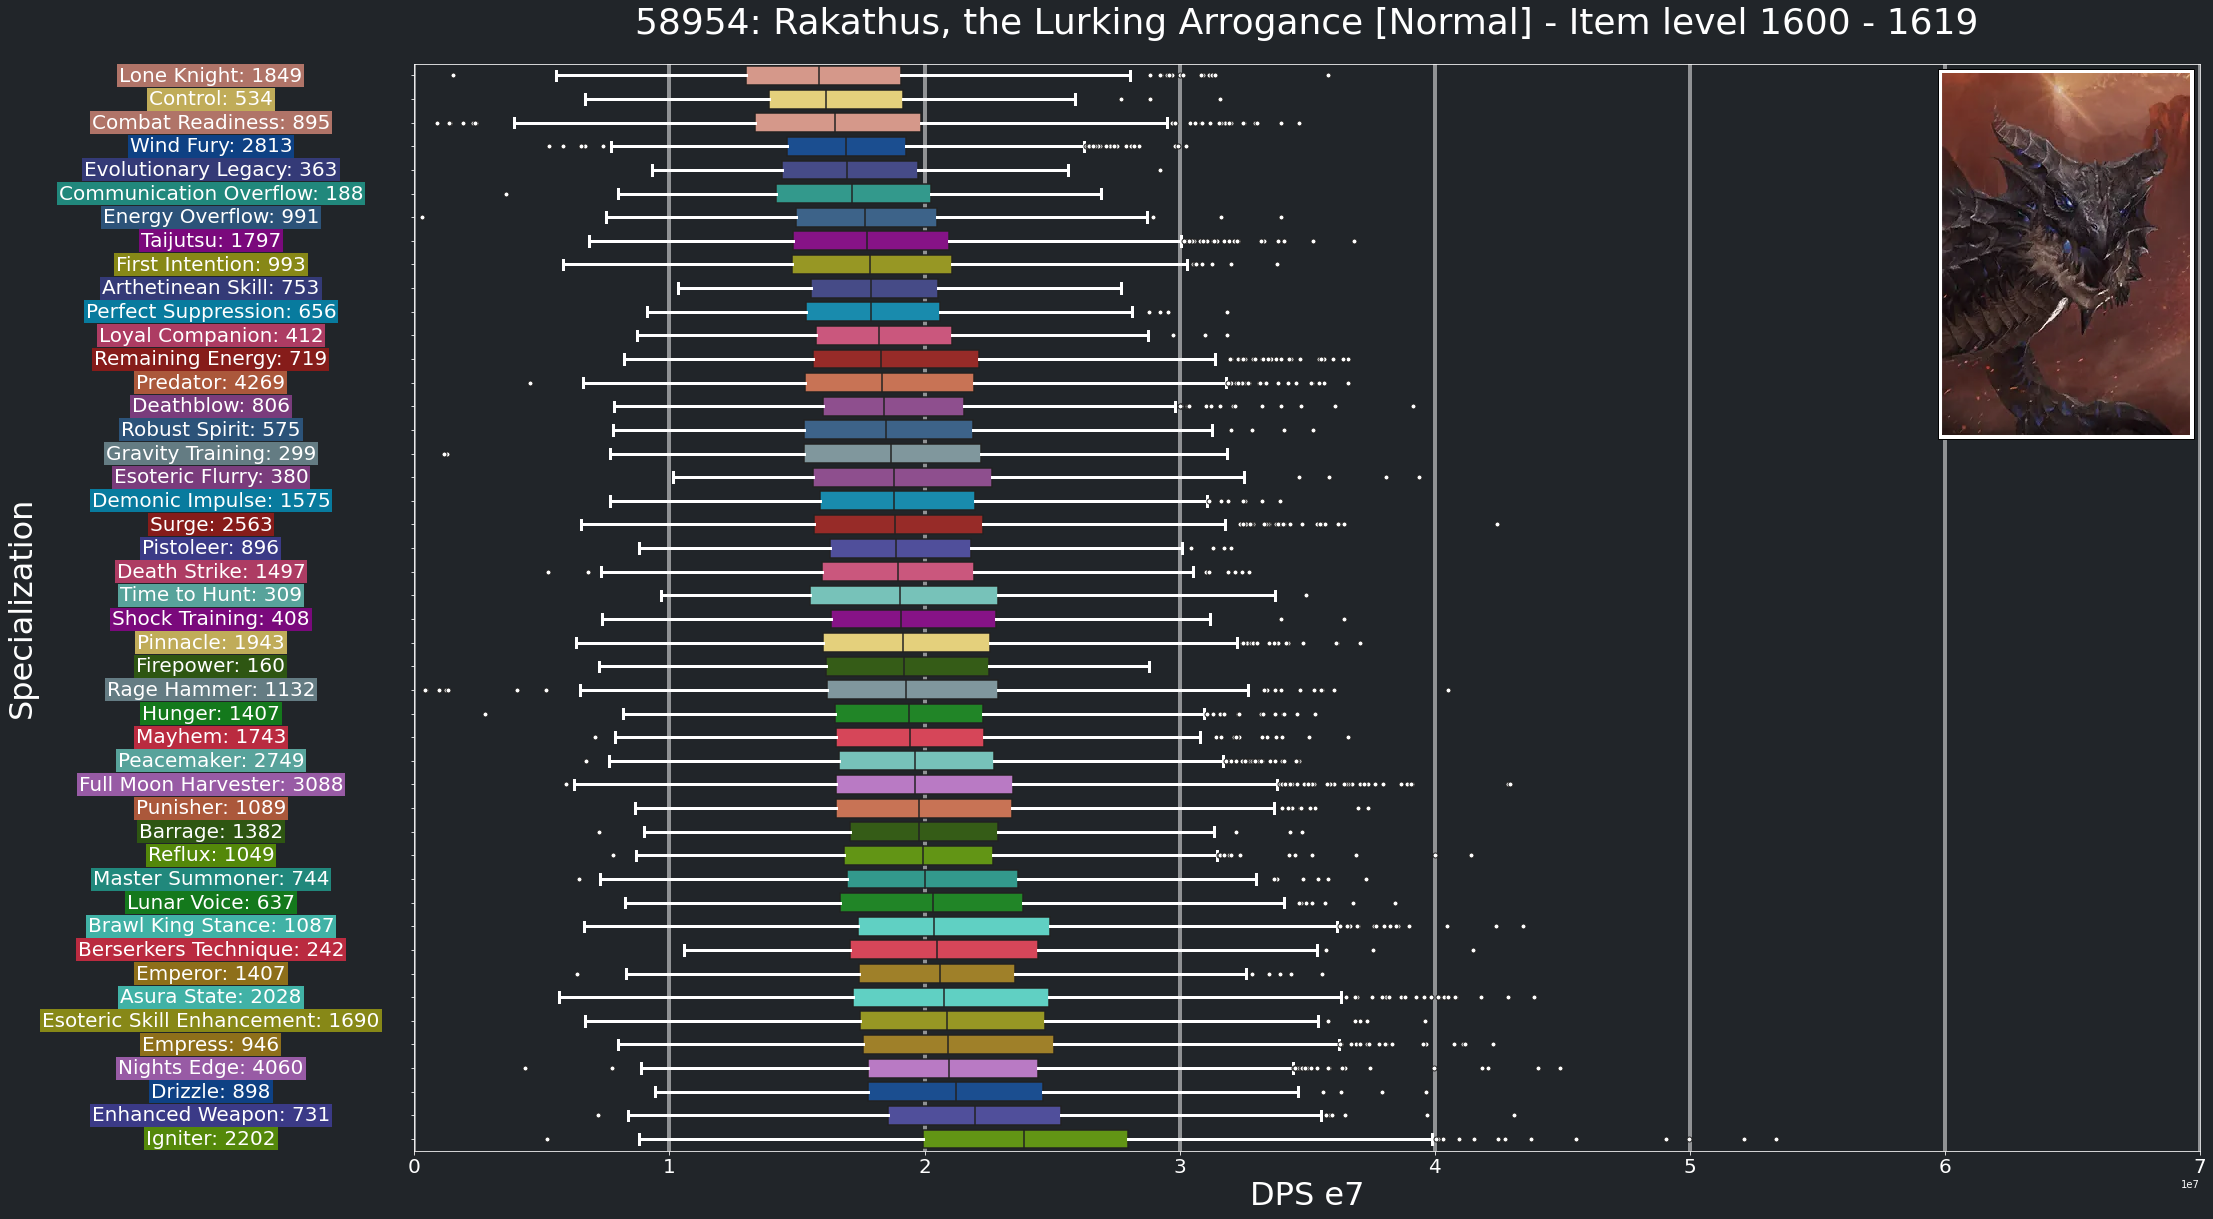 58954: Rakathus, the Lurking Arrogance [Normal] - Item level 1600 - 1619
Specialization
Lone Knight: 1849
Control: 534
Combat Readiness: 895
Wind Fury: 2813
Evolutionary Legacy: 363
Communication Overflow: 188
Energy Overflow: 991
Taijutsu: 1797
First Intention: 993
Arthetinean Skill: 753
Perfect Suppression: 656
Loyal Companion: 412
Remaining Energy: 719
Predator: 4269
Deathblow: 806
Robust Spirit: 575
Gravity Training: 299
Esoteric Flurry: 380
Demonic Impulse: 1575
Surge: 2563
Pistoleer: 896
Death Strike: 1497
Time to Hunt: 309
Shock Training: 408
Pinnacle: 1943
Firepower: 160
Rage Hammer: 1132
Hunger: 1407
Mayhem: 1743
Peacemaker: 2749
Full Moon Harvester: 3088
Punisher: 1089
Barrage: 1382
Reflux: 1049
Master Summoner: 744
Lunar Voice: 637
Brawl King Stance: 1087
Berserkers Technique: 242
Emperor: 1407
Asura State: 2028
Esoteric Skill Enhancement: 1690
Empress: 946
Nights Edge: 4060
Drizzle: 898
Enhanced Weapon: 731
Igniter: 2202
0 1 2 3 4 5 6 7
1e7
DPS e7